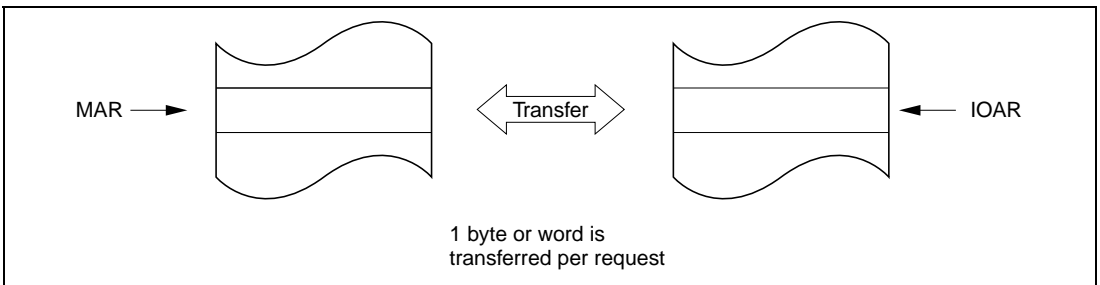 MAR
Transfer
IOAR
1 byte or word is
transferred per request